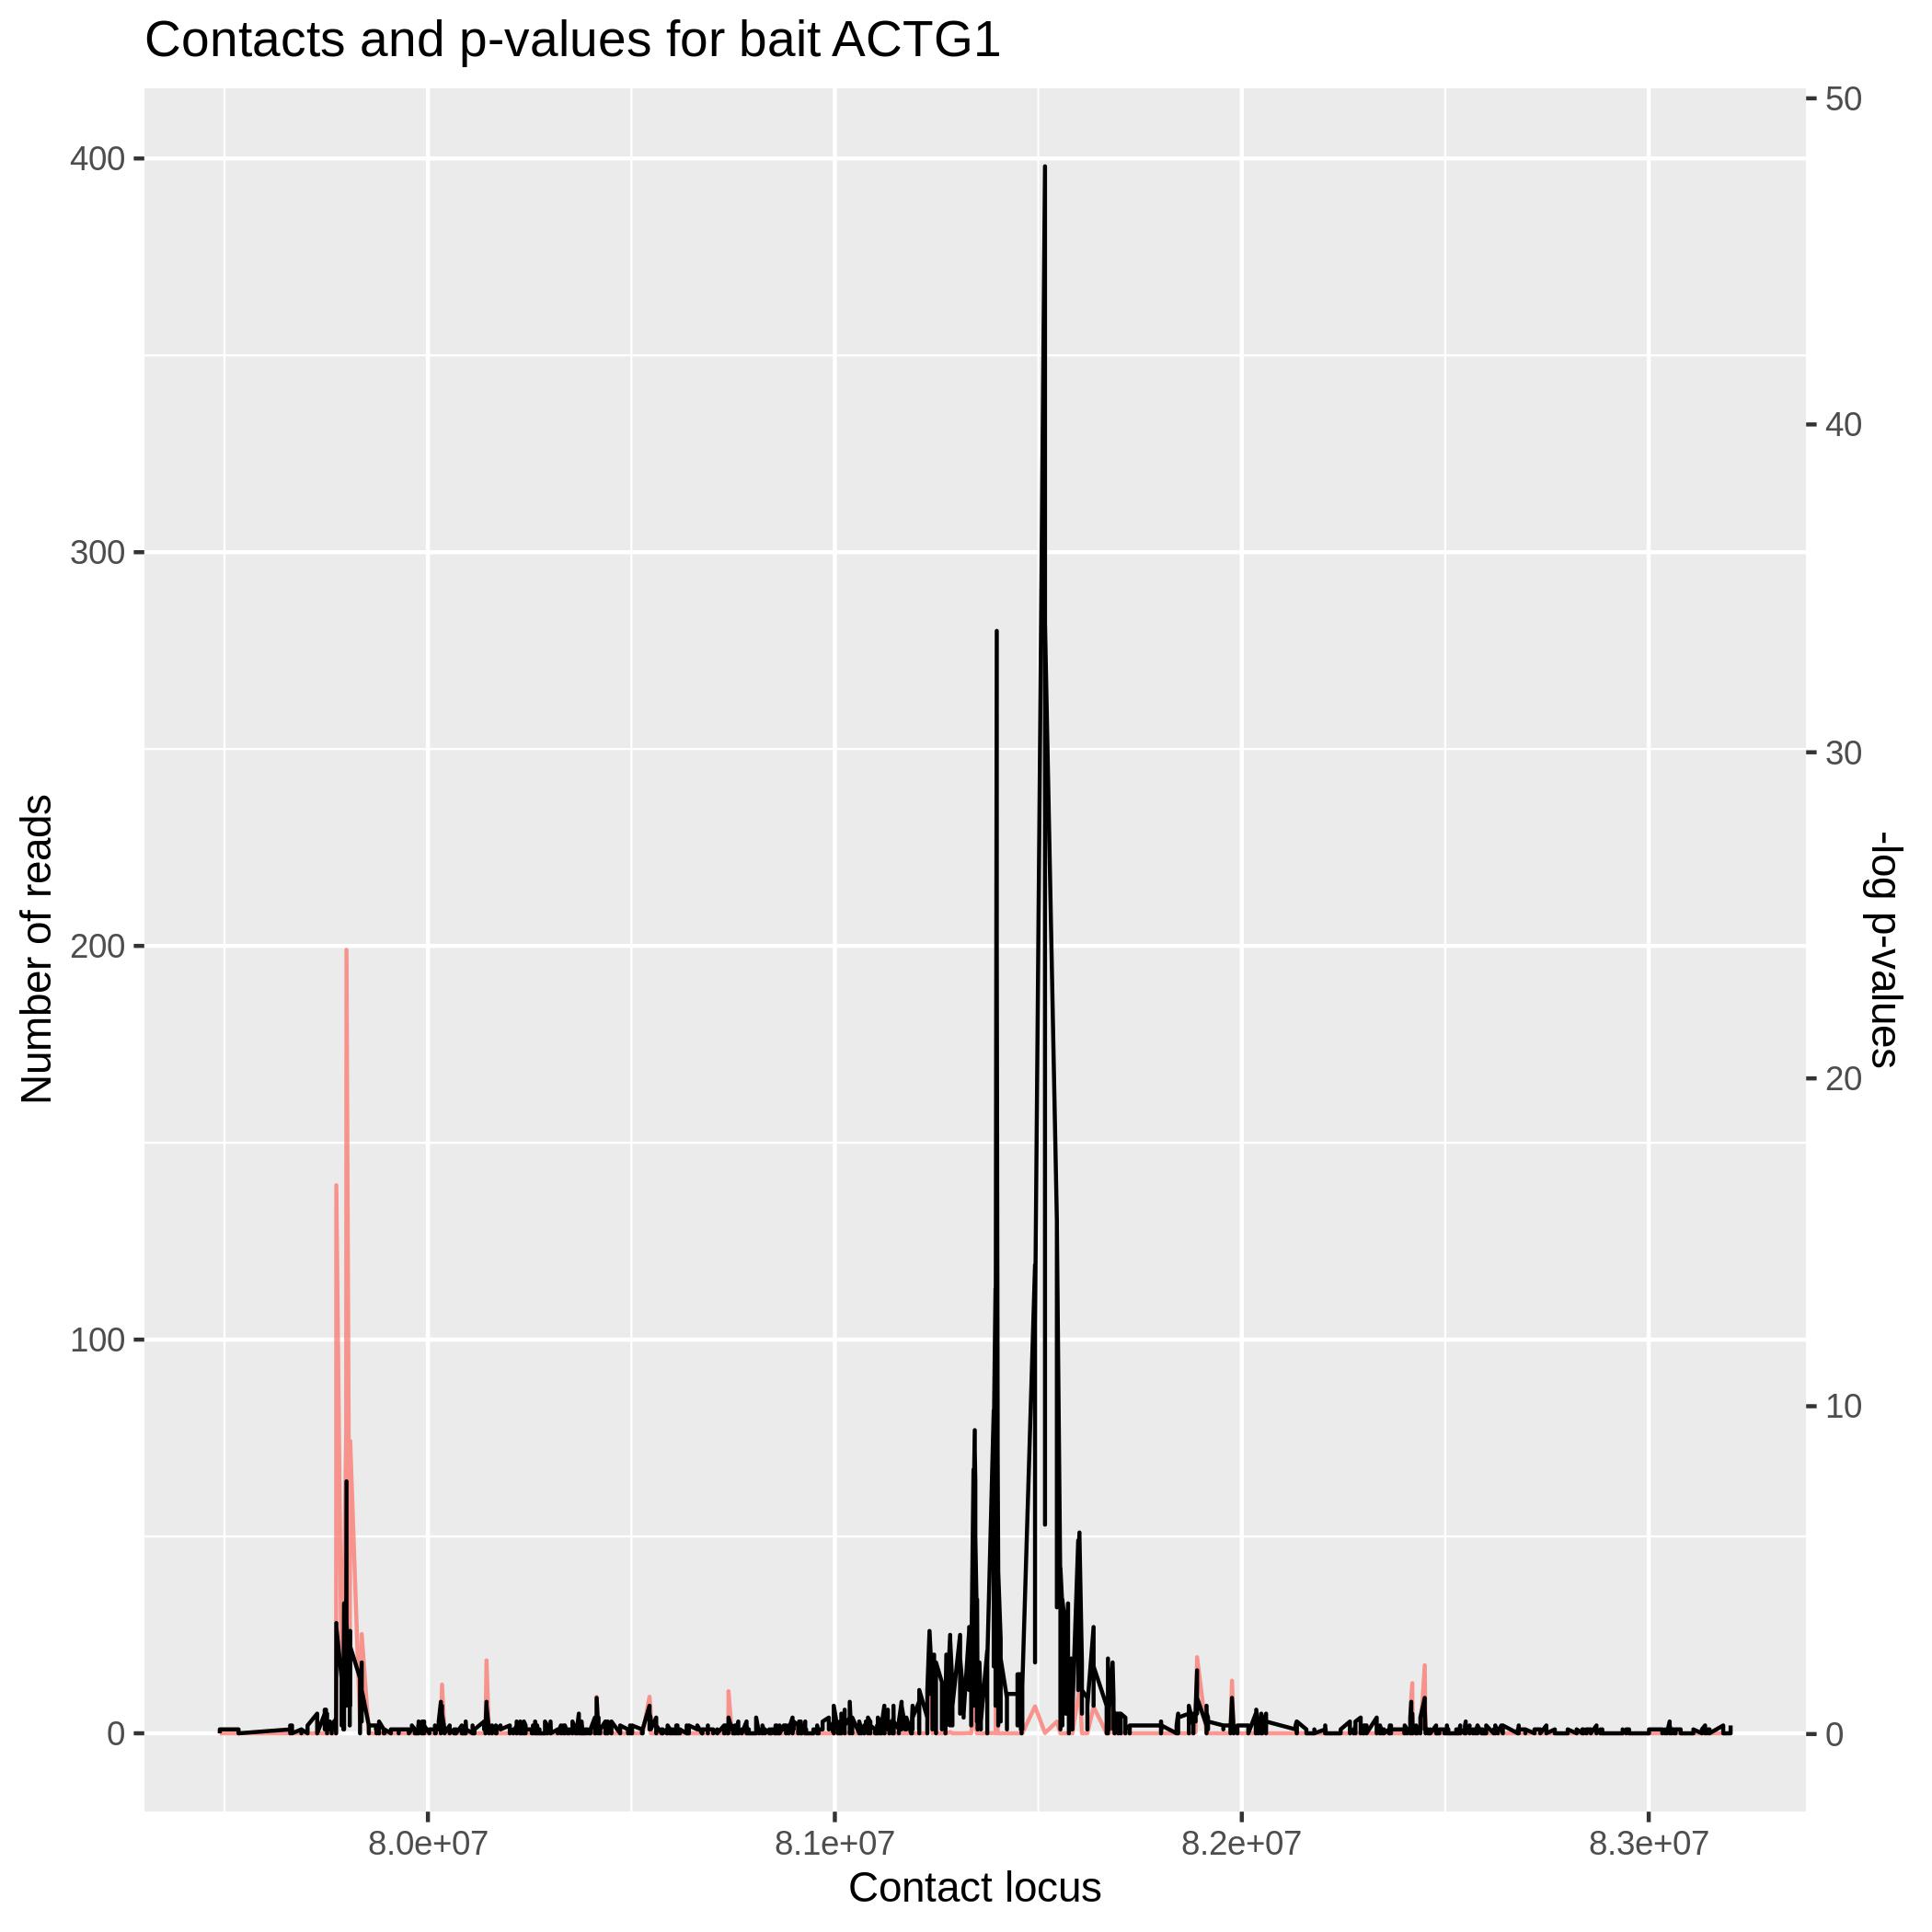 Contacts and p-values for bait ACTG1
50
400
40
300
30
Number of reads
-log p-values
200
20
100
10
0
0
8.0e+07
8.1e+07
8.2e+07
8.3e+07
Contact locus